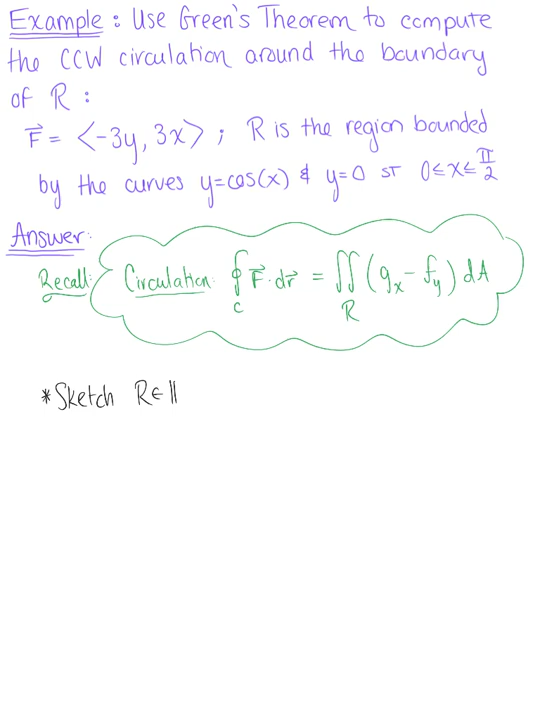 Example: Use Green's Theorem to compute
the CCW circulation around the boundary
of R:
F⃗ = <-3y, 3x> ; R is the region bounded
by the curves y=cos(x) & y=0 ST 0≤x≤π/2
Answer:
Recall: Circulation: ∮_C F⃗·dr⃗ = ∬_R (g_x - f_y) dA
*Sketch R∈